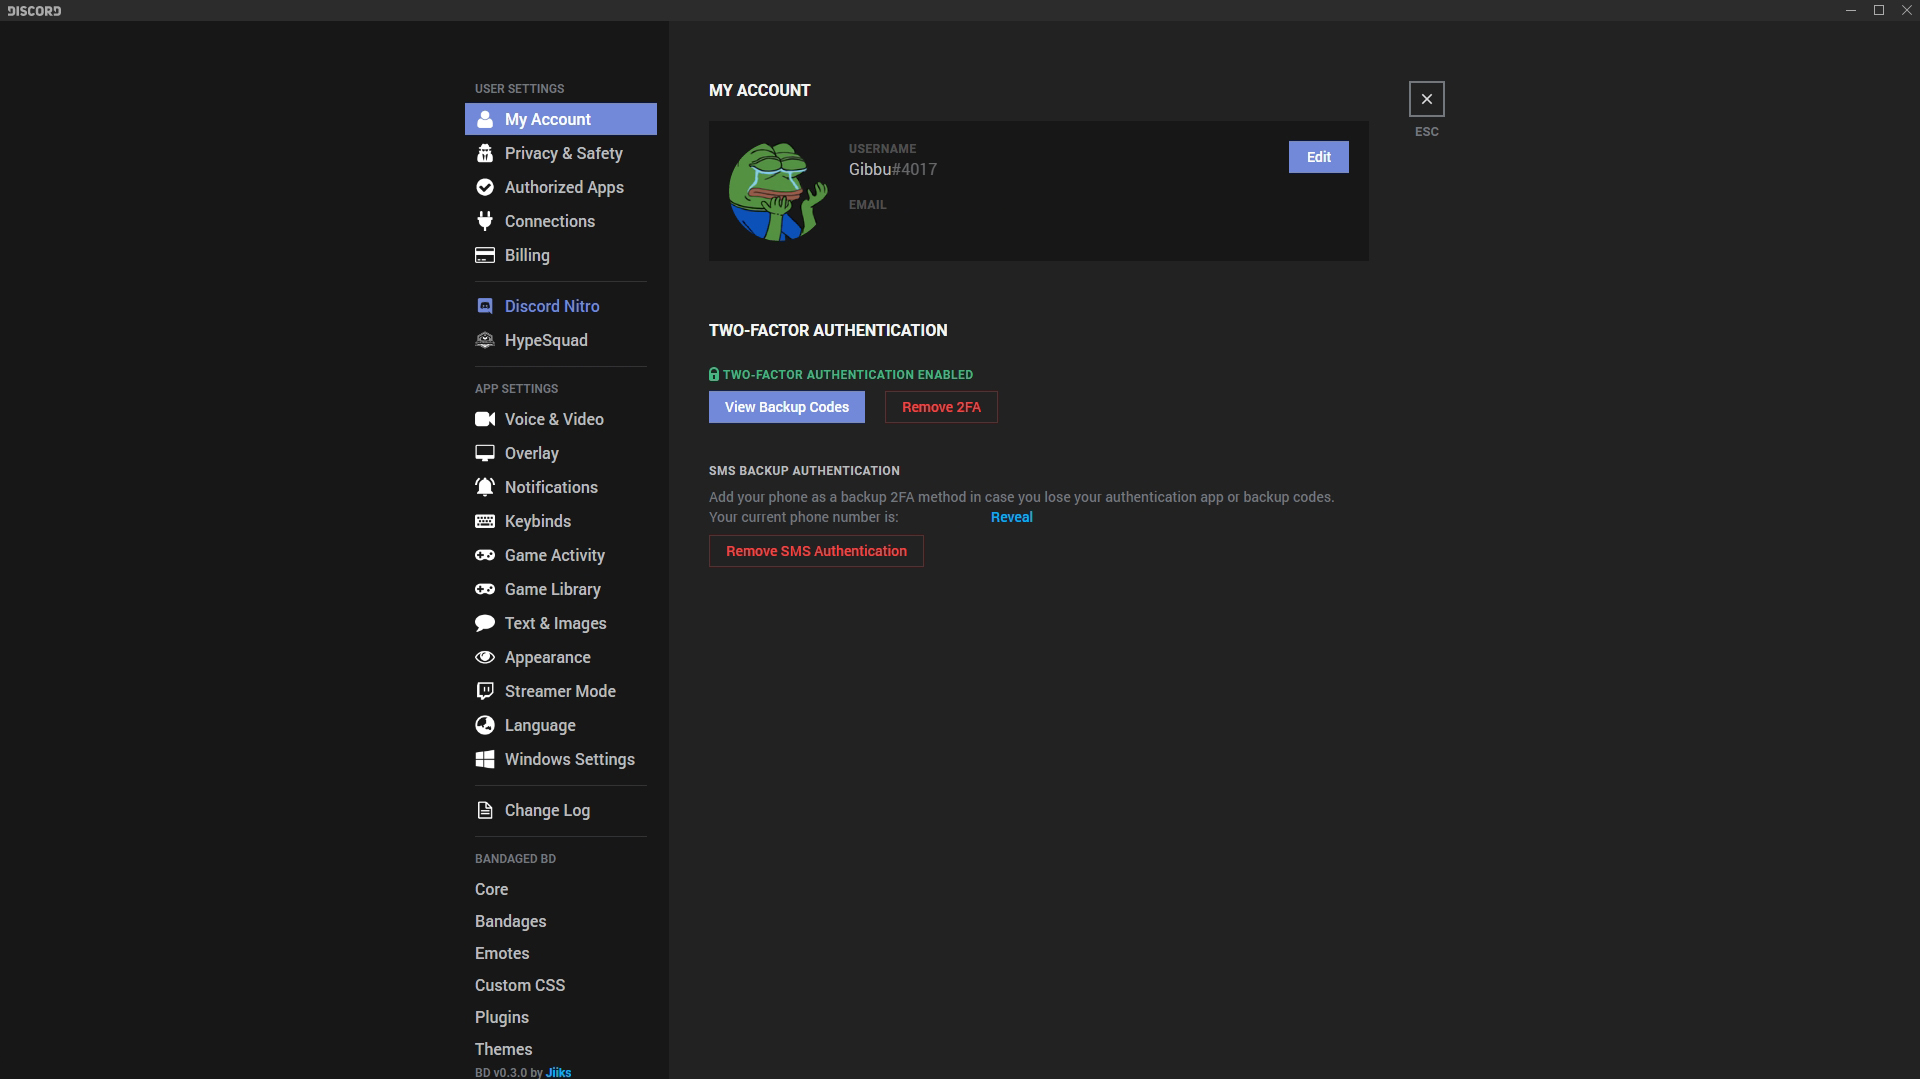 DISCORD
USER SETTINGS
My Account
Privacy & Safety
Authorized Apps
Connections
Billing
Discord Nitro
HypeSquad
APP SETTINGS
Voice & Video
Overlay
Notifications
Keybinds
Game Activity
Game Library
Text & Images
Appearance
Streamer Mode
Language
Windows Settings
Change Log
BANDAGED BD
Core
Bandages
Emotes
Custom CSS
Plugins
Themes
BD v0.3.0 by Jiiks
MY ACCOUNT
USERNAME
Gibbu#4017
EMAIL
Edit
ESC
TWO-FACTOR AUTHENTICATION
TWO-FACTOR AUTHENTICATION ENABLED
View Backup Codes
Remove 2FA
SMS BACKUP AUTHENTICATION
Add your phone as a backup 2FA method in case you lose your authentication app or backup codes.
Your current phone number is: Reveal
Remove SMS Authentication